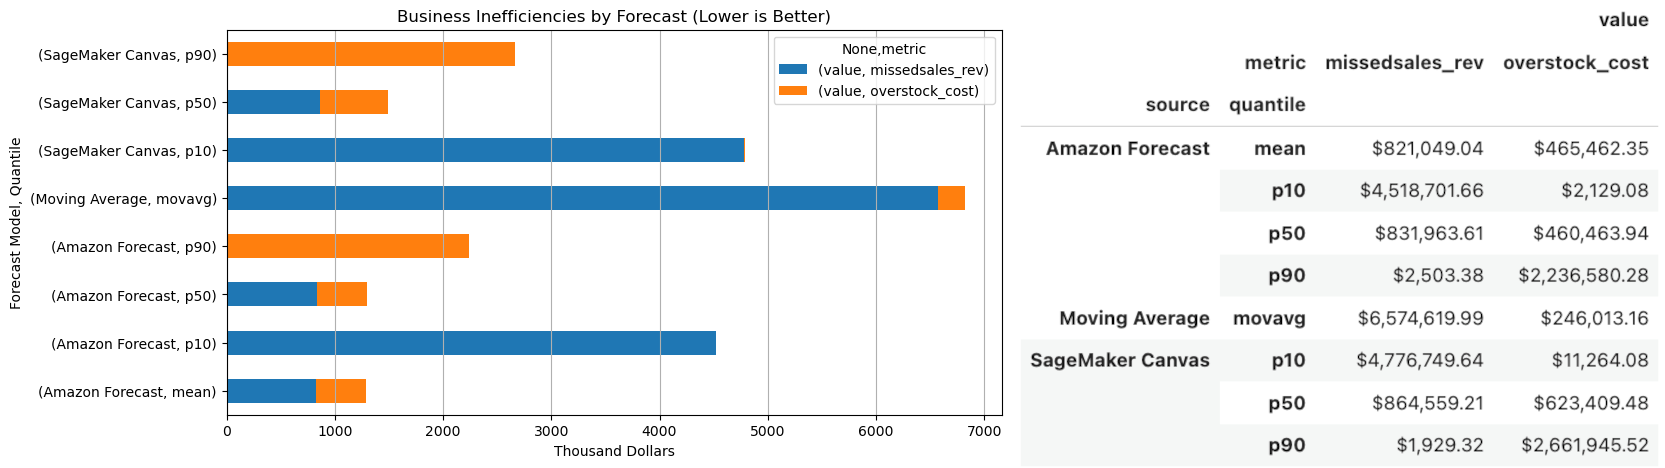 Business Inefficiencies by Forecast (Lower is Better)
Forecast Model, Quantile
(SageMaker Canvas, p90)
(SageMaker Canvas, p50)
(SageMaker Canvas, p10)
(Moving Average, movavg)
(Amazon Forecast, p90)
(Amazon Forecast, p50)
(Amazon Forecast, p10)
(Amazon Forecast, mean)
None,metric
(value, missedsales_rev)
(value, overstock_cost)
0 1000 2000 3000 4000 5000 6000 7000
Thousand Dollars
value
metric missedsales_rev overstock_cost
source quantile
Amazon Forecast mean $821,049.04 $465,462.35
p10 $4,518,701.66 $2,129.08
p50 $831,963.61 $460,463.94
p90 $2,503.38 $2,236,580.28
Moving Average movavg $6,574,619.99 $246,013.16
SageMaker Canvas p10 $4,776,749.64 $11,264.08
p50 $864,559.21 $623,409.48
p90 $1,929.32 $2,661,945.52